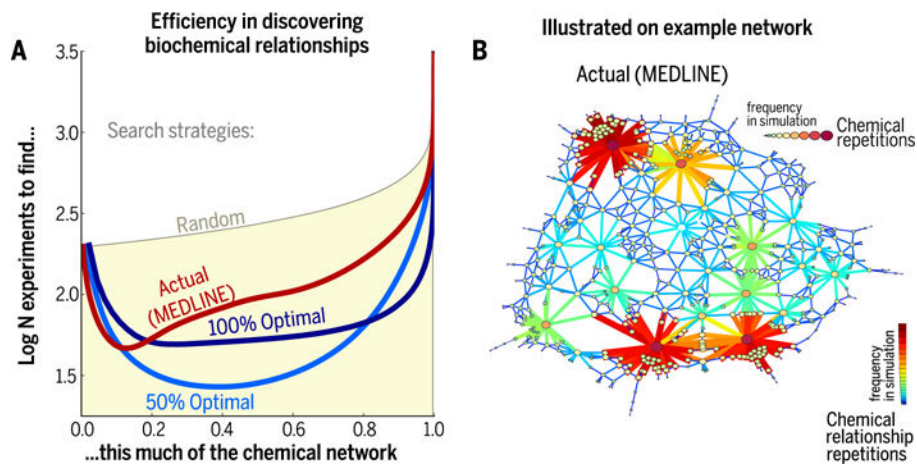 A
Efficiency in discovering
biochemical relationships
Log N experiments to find...
3.5
3.0
2.5
2.0
1.5
Search strategies:
Random
Actual
(MEDLINE)
100% Optimal
50% Optimal
0.0 0.2 0.4 0.6 0.8 1.0
...this much of the chemical network
B
Illustrated on example network
Actual (MEDLINE)
frequency
in simulation
Chemical
repetitions
frequency
in simulation
Chemical
relationship
repetitions